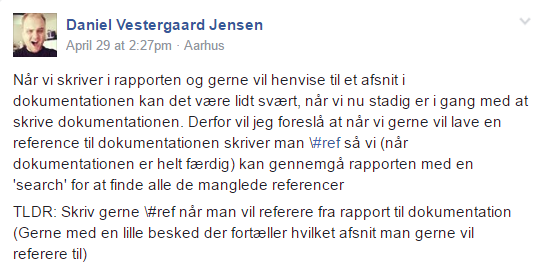 Daniel Vestergaard Jensen
April 29 at 2:27pm · Aarhus
Når vi skriver i rapporten og gerne vil henvise til et afsnit i
dokumentationen kan det være lidt svært, når vi nu stadig er i gang med at
skrive dokumentationen. Derfor vil jeg foreslå at når vi gerne vil lave en
reference til dokumentationen skriver man \#ref så vi (når
dokumentationen er helt færdig) kan gennemgå rapporten med en
'search' for at finde alle de manglede referencer
TLDR: Skriv gerne \#ref når man vil referere fra rapport til dokumentation
(Gerne med en lille besked der fortæller hvilket afsnit man gerne vil
referere til)